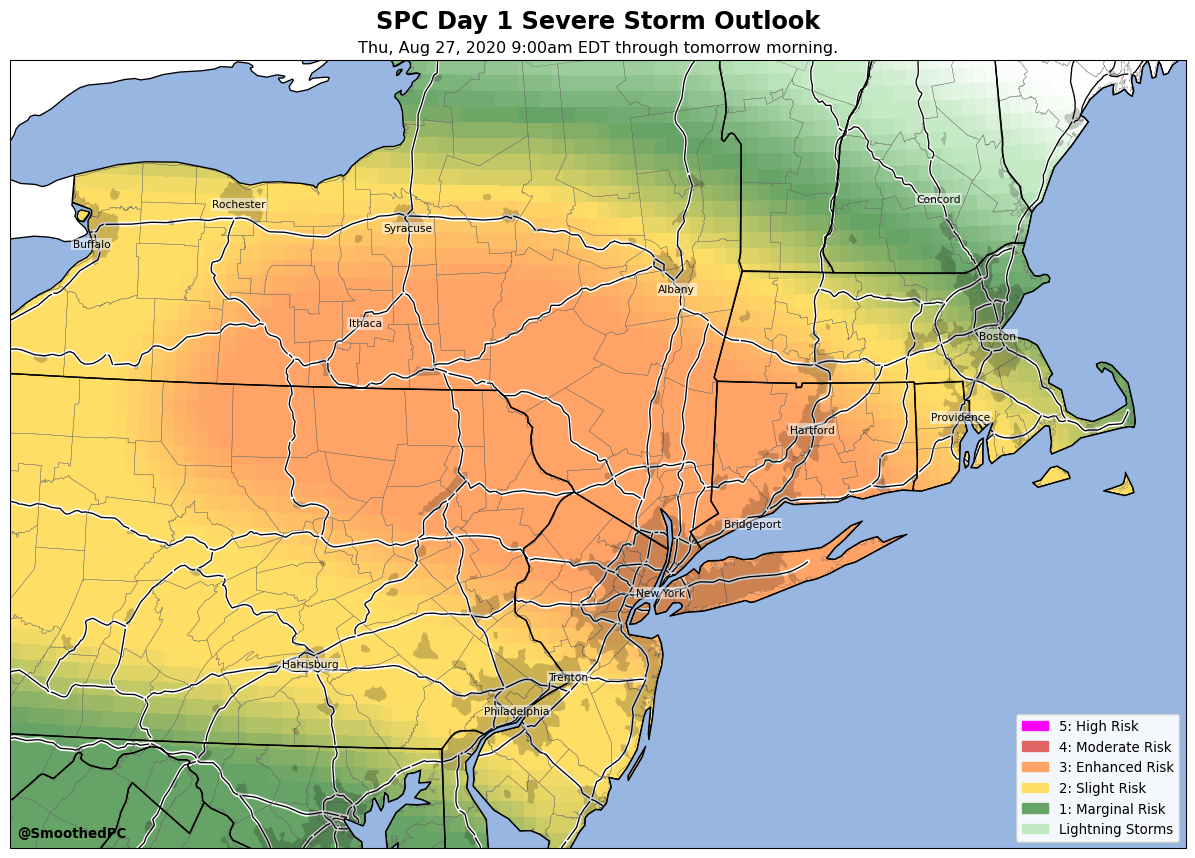 SPC Day 1 Severe Storm Outlook
Thu, Aug 27, 2020 9:00am EDT through tomorrow morning.
Concord
Rochester
Syracuse
Buffalo
Albany
Ithaca
Boston
Providence
Hartford
Bridgeport
New York
Harrisburg
Trenton
Philadelphia
5: High Risk
4: Moderate Risk
3: Enhanced Risk
2: Slight Risk
1: Marginal Risk
Lightning Storms
@SmoothedPC